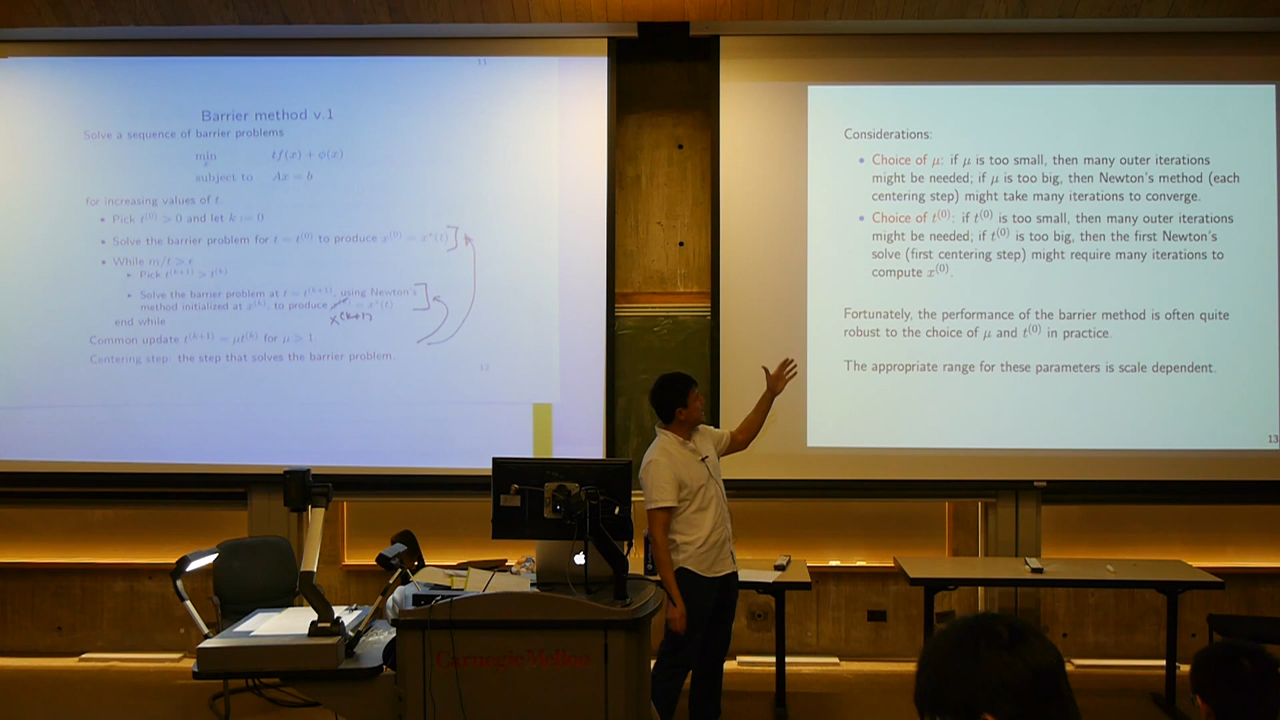 11
Barrier method v.1
Solve a sequence of barrier problems
min x tf(x) + φ(x)
subject to Ax = b
for increasing values of t.
• Pick t^(0) > 0 and let k := 0
• Solve the barrier problem for t = t^(0) to produce x^(0) = x*(t)
• While m/t > ε
• Pick t^(k+1) > t^(k)
• Solve the barrier problem at t = t^(k+1), using Newton's
method initialized at x^(k), to produce = x*(t)
x^(k+1)
end while
Common update t^(k+1) = μt^(k) for μ > 1.
Centering step: the step that solves the barrier problem.
12
Considerations:
• Choice of μ: if μ is too small, then many outer iterations
might be needed; if μ is too big, then Newton's method (each
centering step) might take many iterations to converge.
• Choice of t^(0): if t^(0) is too small, then many outer iterations
might be needed; if t^(0) is too big, then the first Newton's
solve (first centering step) might require many iterations to
compute x^(0).
Fortunately, the performance of the barrier method is often quite
robust to the choice of μ and t^(0) in practice.
The appropriate range for these parameters is scale dependent.
13
Carnegie Mellon